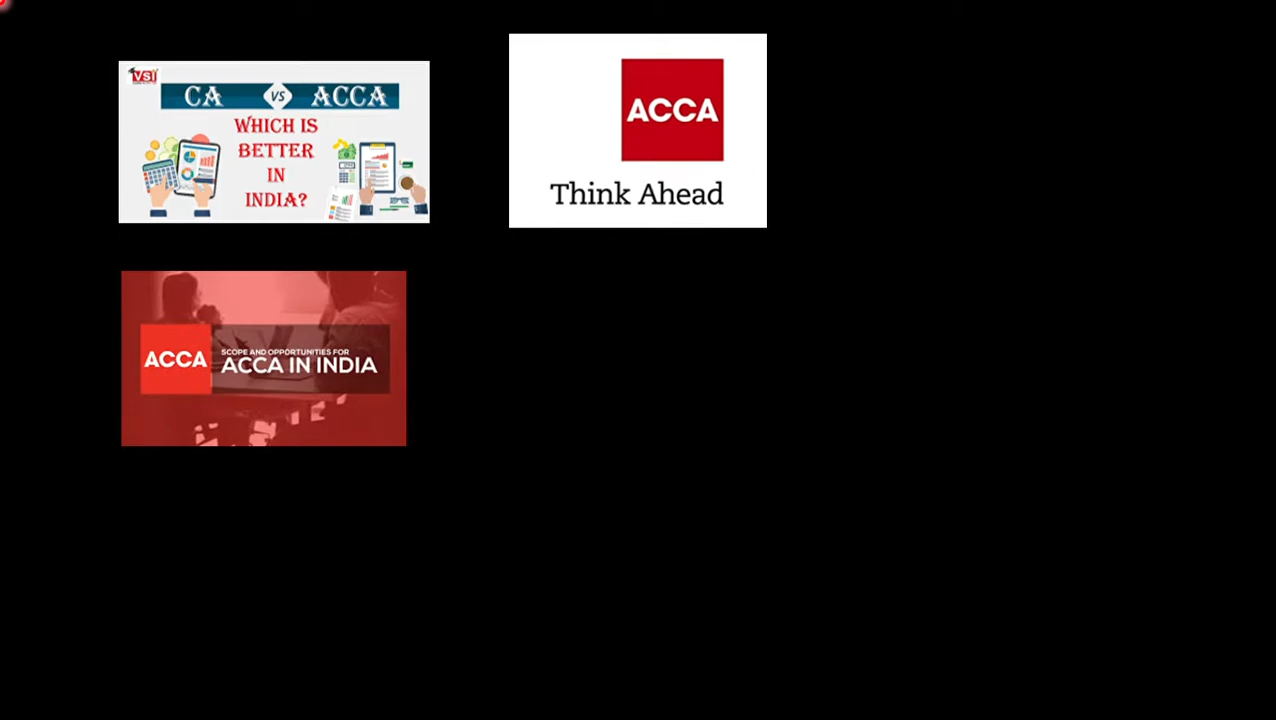 VSI
CA VS ACCA
WHICH IS
BETTER
IN
INDIA?
ACCA
Think Ahead
ACCA
SCOPE AND OPPORTUNITIES FOR
ACCA IN INDIA